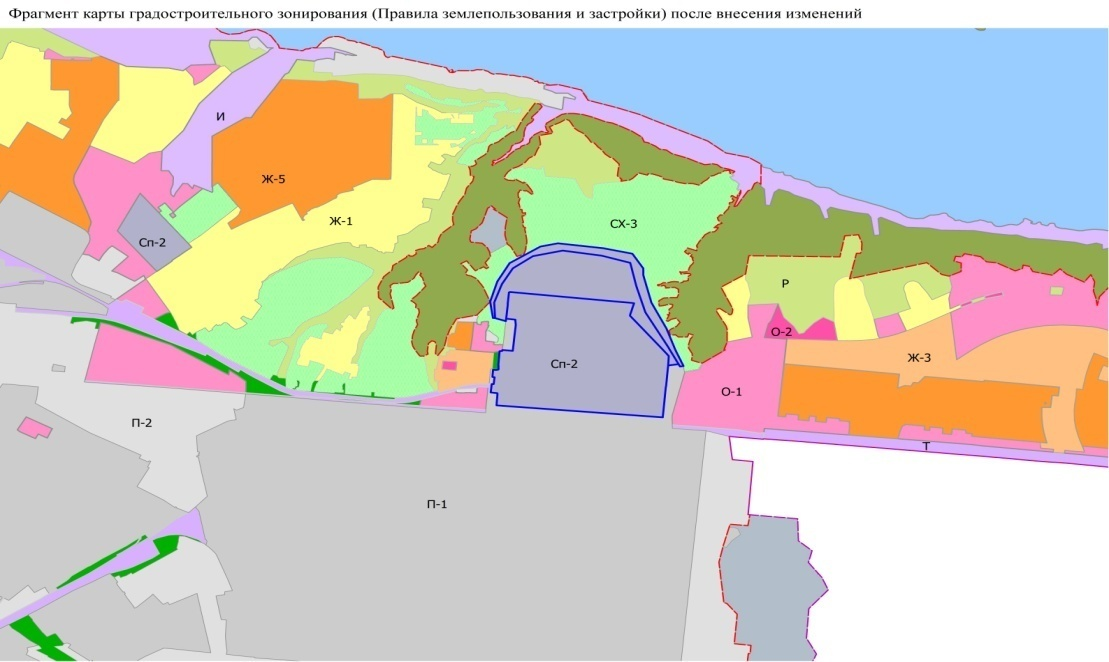 Фрагмент карты градостроительного зонирования (Правила землепользования и застройки) после внесения изменений
И
Ж-5
Ж-1
СХ-3
Сп-2
Р
О-2
Ж-3
Сп-2
О-1
П-2
Т
П-1